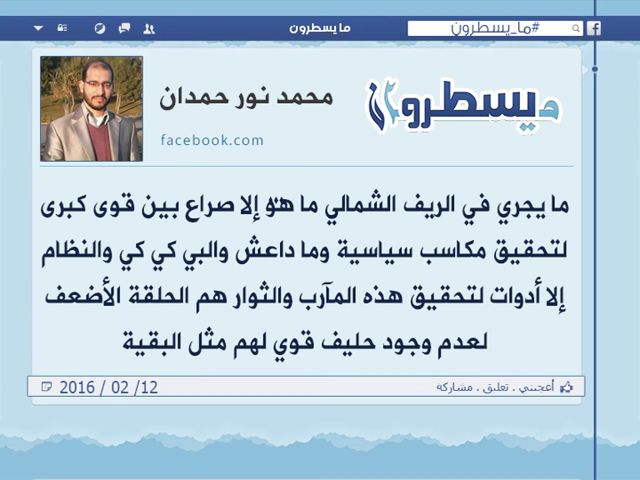 ما يسطرون
#ما_يسطرون
ما يسطرون
محمد نور حمدان
facebook.com
ما يجري في الريف الشمالي ما هو إلا صراع بين قوى كبرى
لتحقيق مكاسب سياسية وما داعش والبي كي كي والنظام
إلا أدوات لتحقيق هذه المآرب والثوار هم الحلقة الأضعف
لعدم وجود حليف قوي لهم مثل البقية
أعجبني . تعليق . مشاركة
2016 / 02 /12